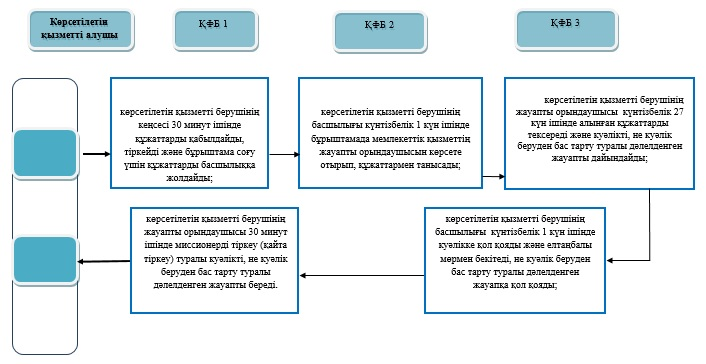 Көрсетілетін
қызметті алушы
ҚФБ 1
ҚФБ 2
ҚФБ 3
көрсетілетін қызметті берушінің
кеңсесі 30 минут ішінде
құжаттарды қабылдайды,
тіркейді және бұрыштама соғу
үшін құжаттарды басшылыққа
жолдайды;
көрсетілетін қызметті берушінің
басшылығы күнтізбелік 1 күн ішінде
бұрыштамада мемлекеттік қызметтің
жауапты орындаушысын көрсете
отырып, құжаттармен танысады;
көрсетілетін қызметті берушінің
жауапты орындаушысы күнтізбелік 27
күн ішінде алынған құжаттарды
тексереді және куәлікті, не куәлік
беруден бас тарту туралы дәлелденген
жауапты дайындайды;
көрсетілетін қызметті берушінің
жауапты орындаушысы 30 минут
ішінде миссионерді тіркеу (қайта
тіркеу) туралы куәлікті, не куәлік
беруден бас тарту туралы
дәлелденген жауапты береді.
көрсетілетін қызметті берушінің
басшылығы күнтізбелік 1 күн ішінде
куәлікке қол қояды және елтаңбалы
мөрмен бекітеді, не куәлік беруден
бас тарту туралы дәлелденген
жауапқа қол қояды;